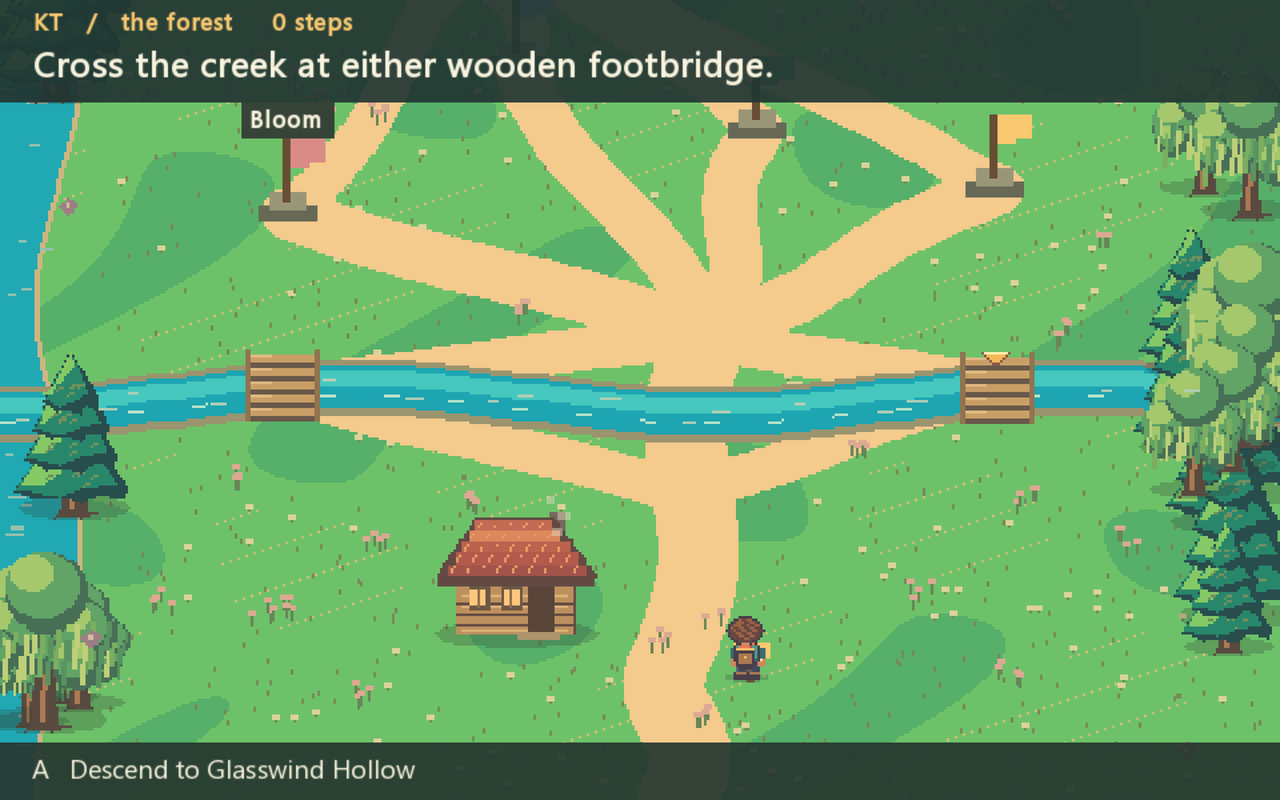 KT / the forest 0 steps
Cross the creek at either wooden footbridge.
Bloom
A Descend to Glasswind Hollow